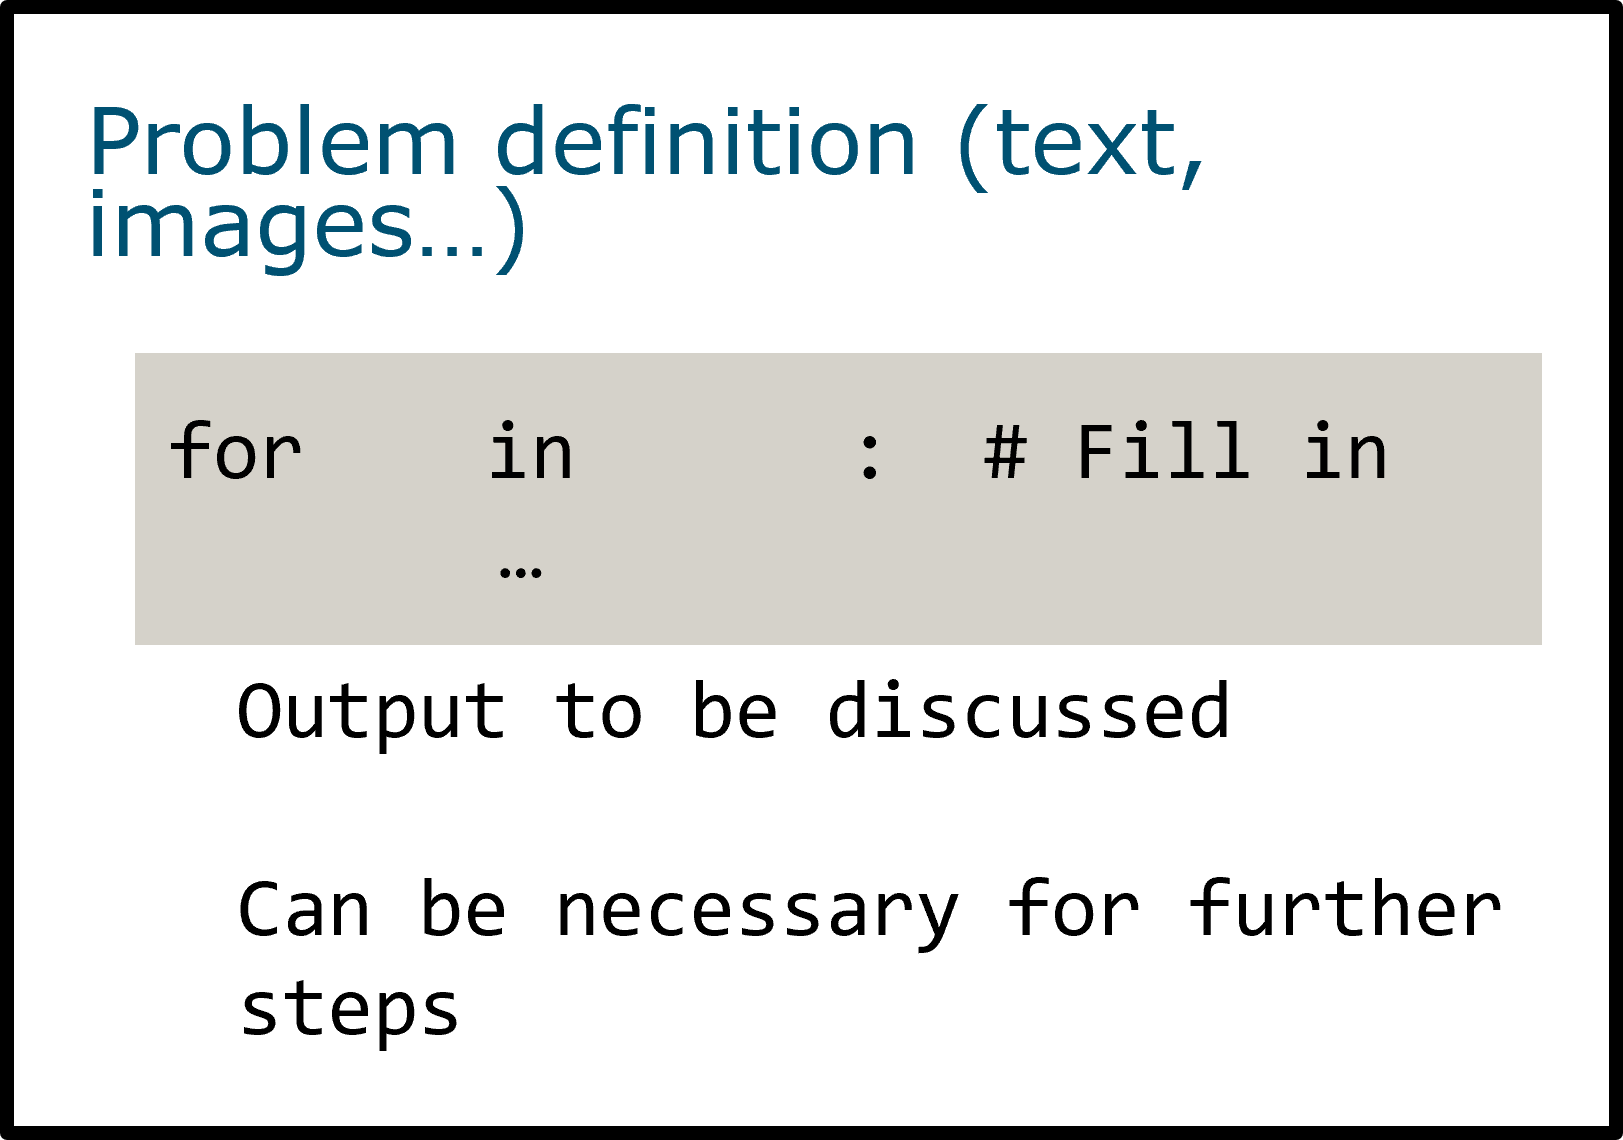 Problem definition (text,
images…)
for in : # Fill in
…
Output to be discussed
Can be necessary for further
steps